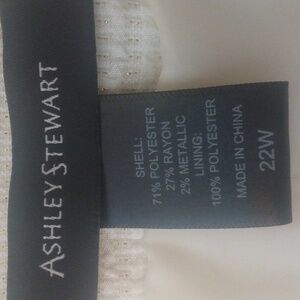 ASHLEY STEWART
SHELL:
71% POLYESTER
27% RAYON
2% METALLIC
LINING:
100% POLYESTER
MADE IN CHINA
22W